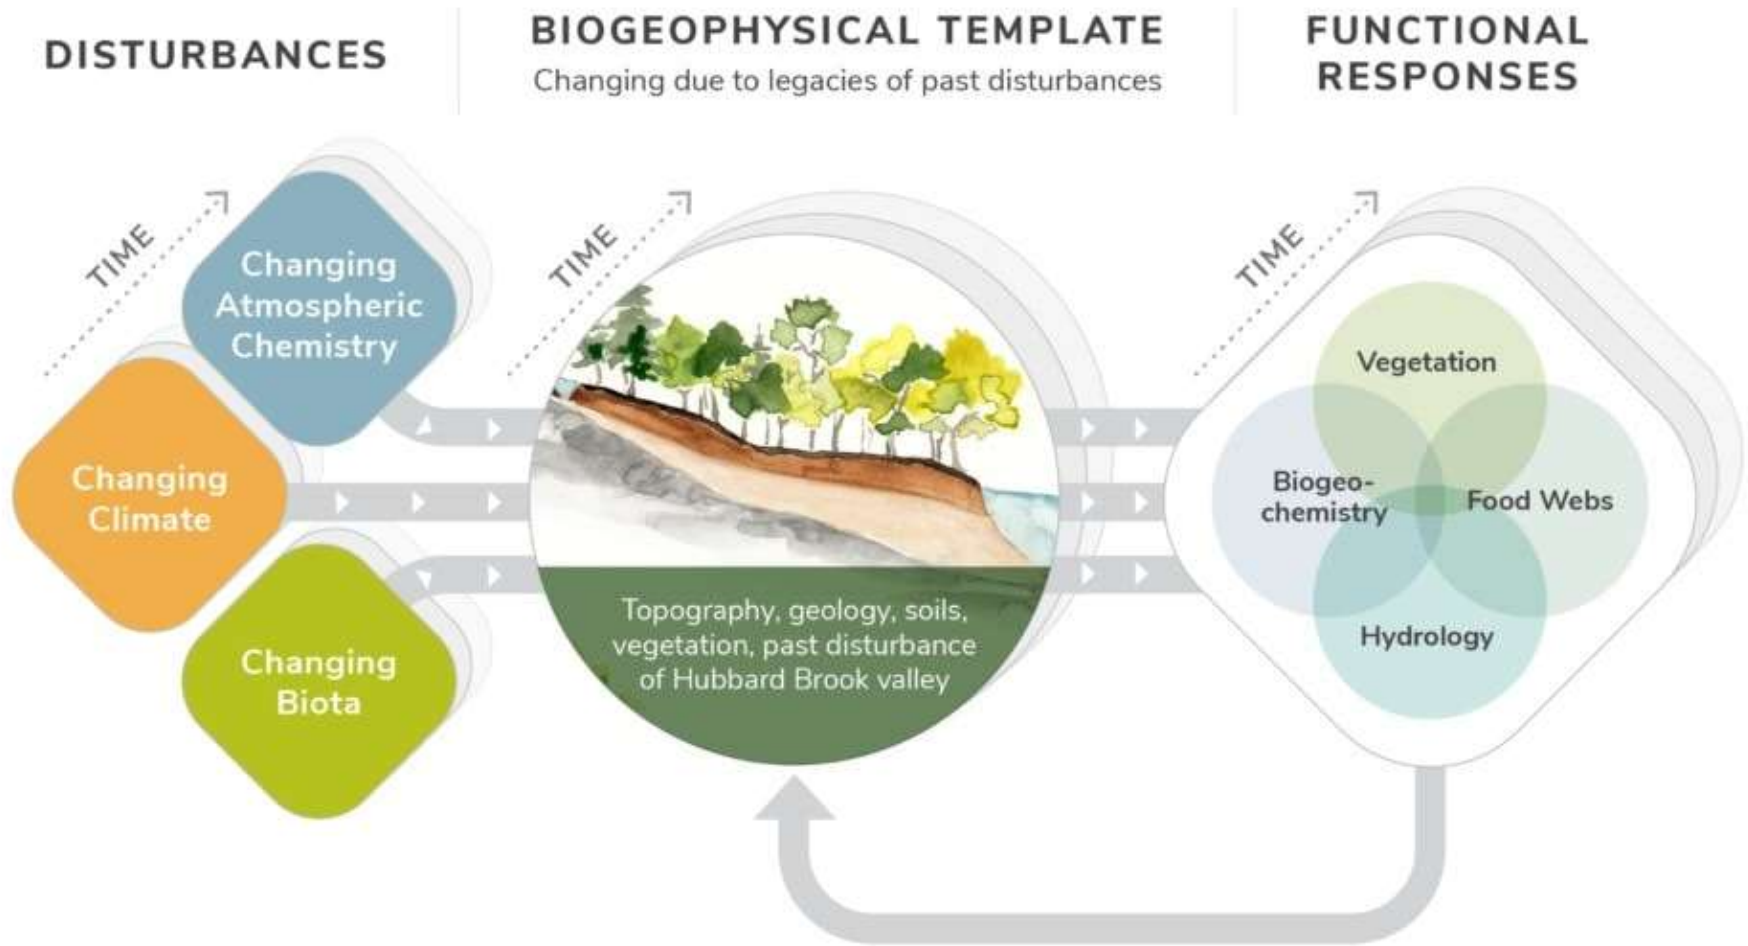 DISTURBANCES
BIOGEOPHYSICAL TEMPLATE
Changing due to legacies of past disturbances
FUNCTIONAL
RESPONSES
TIME
Changing
Atmospheric
Chemistry
Changing
Climate
Changing
Biota
TIME
Topography, geology, soils,
vegetation, past disturbance
of Hubbard Brook valley
TIME
Vegetation
Biogeo-
chemistry
Food Webs
Hydrology